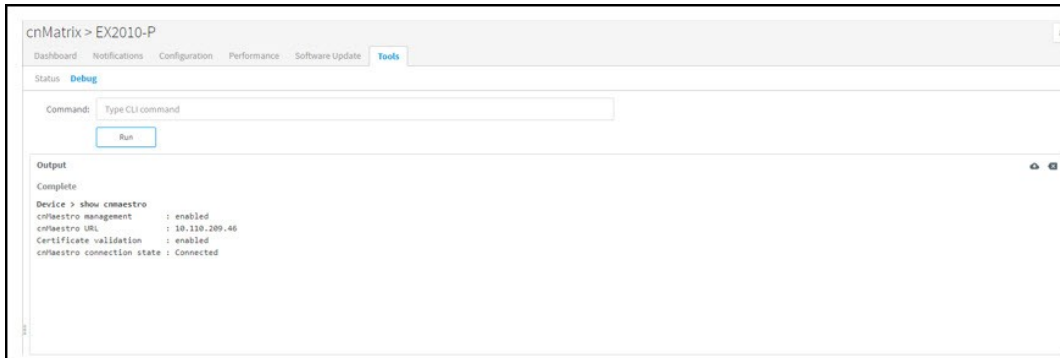 cnMatrix > EX2010-P
Dashboard Notifications Configuration Performance Software Update Tools
Status Debug
Command: Type CLI command
Run
Output
Complete
Device > show cnmaestro
cnMaestro management : enabled
cnMaestro URL : 10.110.209.46
Certificate validation : enabled
cnMaestro connection state : Connected